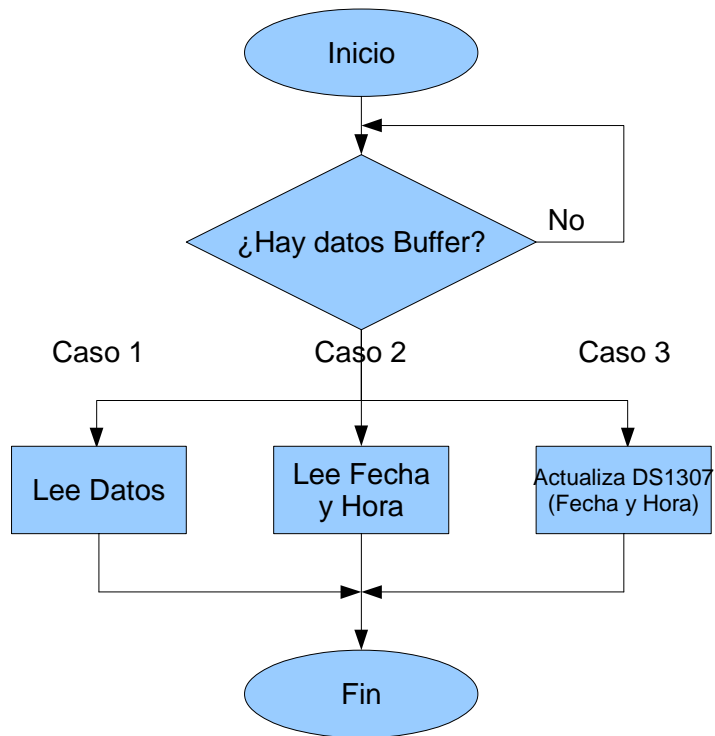 Inicio
¿Hay datos Buffer?
No
Caso 1
Caso 2
Caso 3
Lee Datos
Lee Fecha
y Hora
Actualiza DS1307
(Fecha y Hora)
Fin